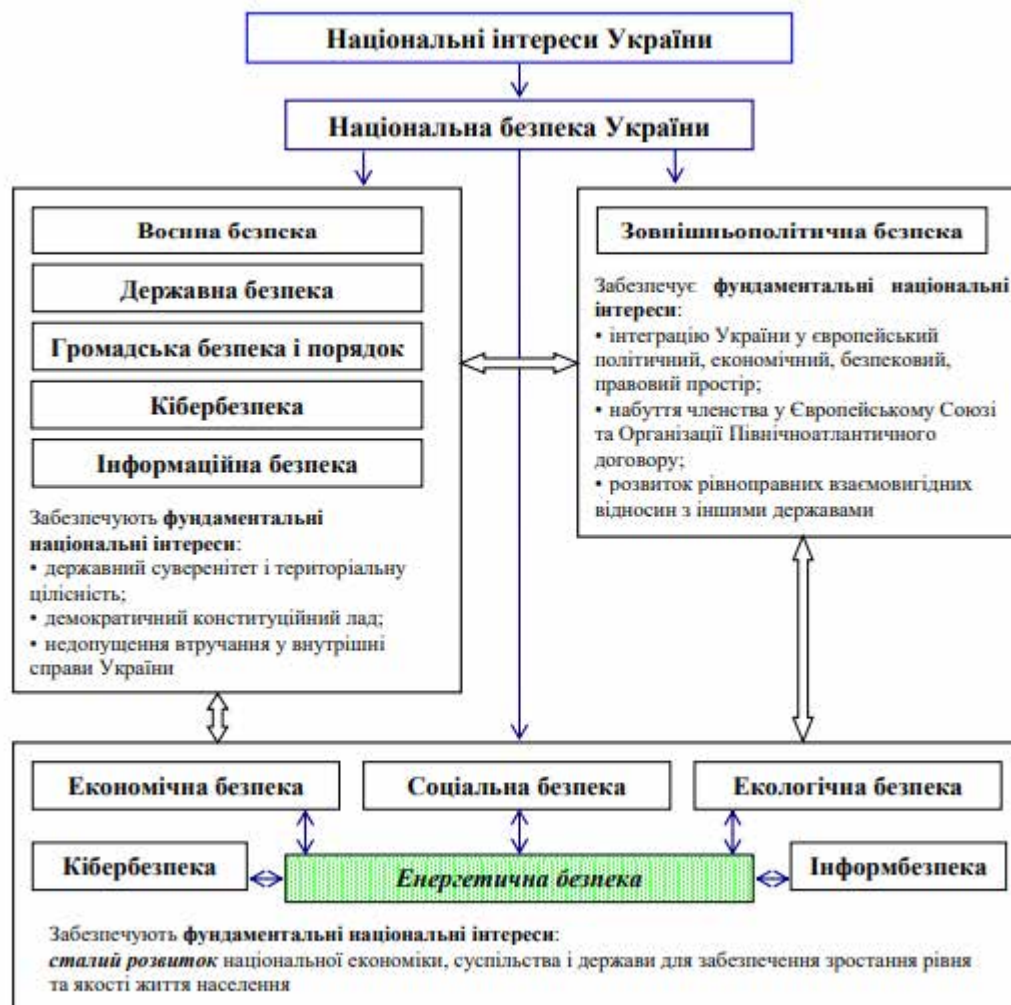 Національні інтереси України
Національна безпека України
Воєнна безпека
Державна безпека
Громадська безпека і порядок
Кібербезпека
Інформаційна безпека
Забезпечують фундаментальні
національні інтереси:
• державний суверенітет і територіальну
цілісність;
• демократичний конституційний лад;
• недопущення втручання у внутрішні
справи України
Зовнішньополітична безпека
Забезпечує фундаментальні національні
інтереси:
• інтеграцію України у європейський
політичний, економічний, безпековий,
правовий простір;
• набуття членства у Європейському Союзі
та Організації Північноатлантичного
договору;
• розвиток рівноправних взаємовигідних
відносин з іншими державами
Економічна безпека
Соціальна безпека
Екологічна безпека
Кібербезпека
Енергетична безпека
Інформбезпека
Забезпечують фундаментальні національні інтереси:
сталий розвиток національної економіки, суспільства і держави для забезпечення зростання рівня
та якості життя населення